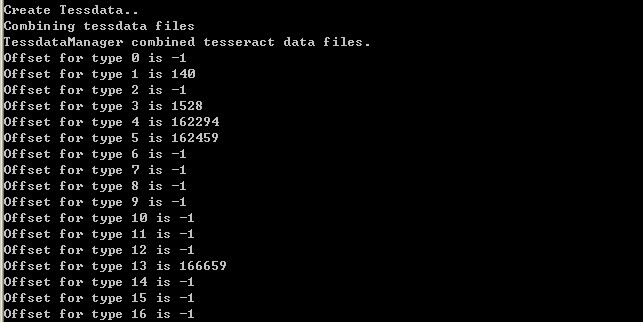 Create Tessdata..
Combining tessdata files
TessdataManager combined tesseract data files.
Offset for type 0 is -1
Offset for type 1 is 140
Offset for type 2 is -1
Offset for type 3 is 1528
Offset for type 4 is 162294
Offset for type 5 is 162459
Offset for type 6 is -1
Offset for type 7 is -1
Offset for type 8 is -1
Offset for type 9 is -1
Offset for type 10 is -1
Offset for type 11 is -1
Offset for type 12 is -1
Offset for type 13 is 166659
Offset for type 14 is -1
Offset for type 15 is -1
Offset for type 16 is -1